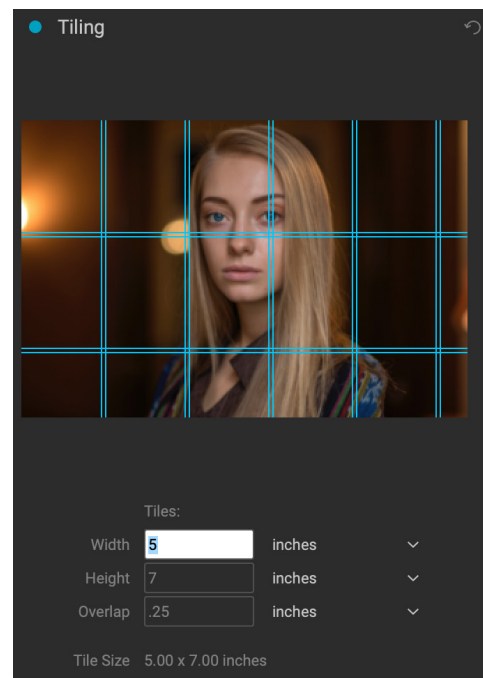 Tiling
Tiles:
Width 5 inches
Height 7 inches
Overlap .25 inches
Tile Size 5.00 x 7.00 inches